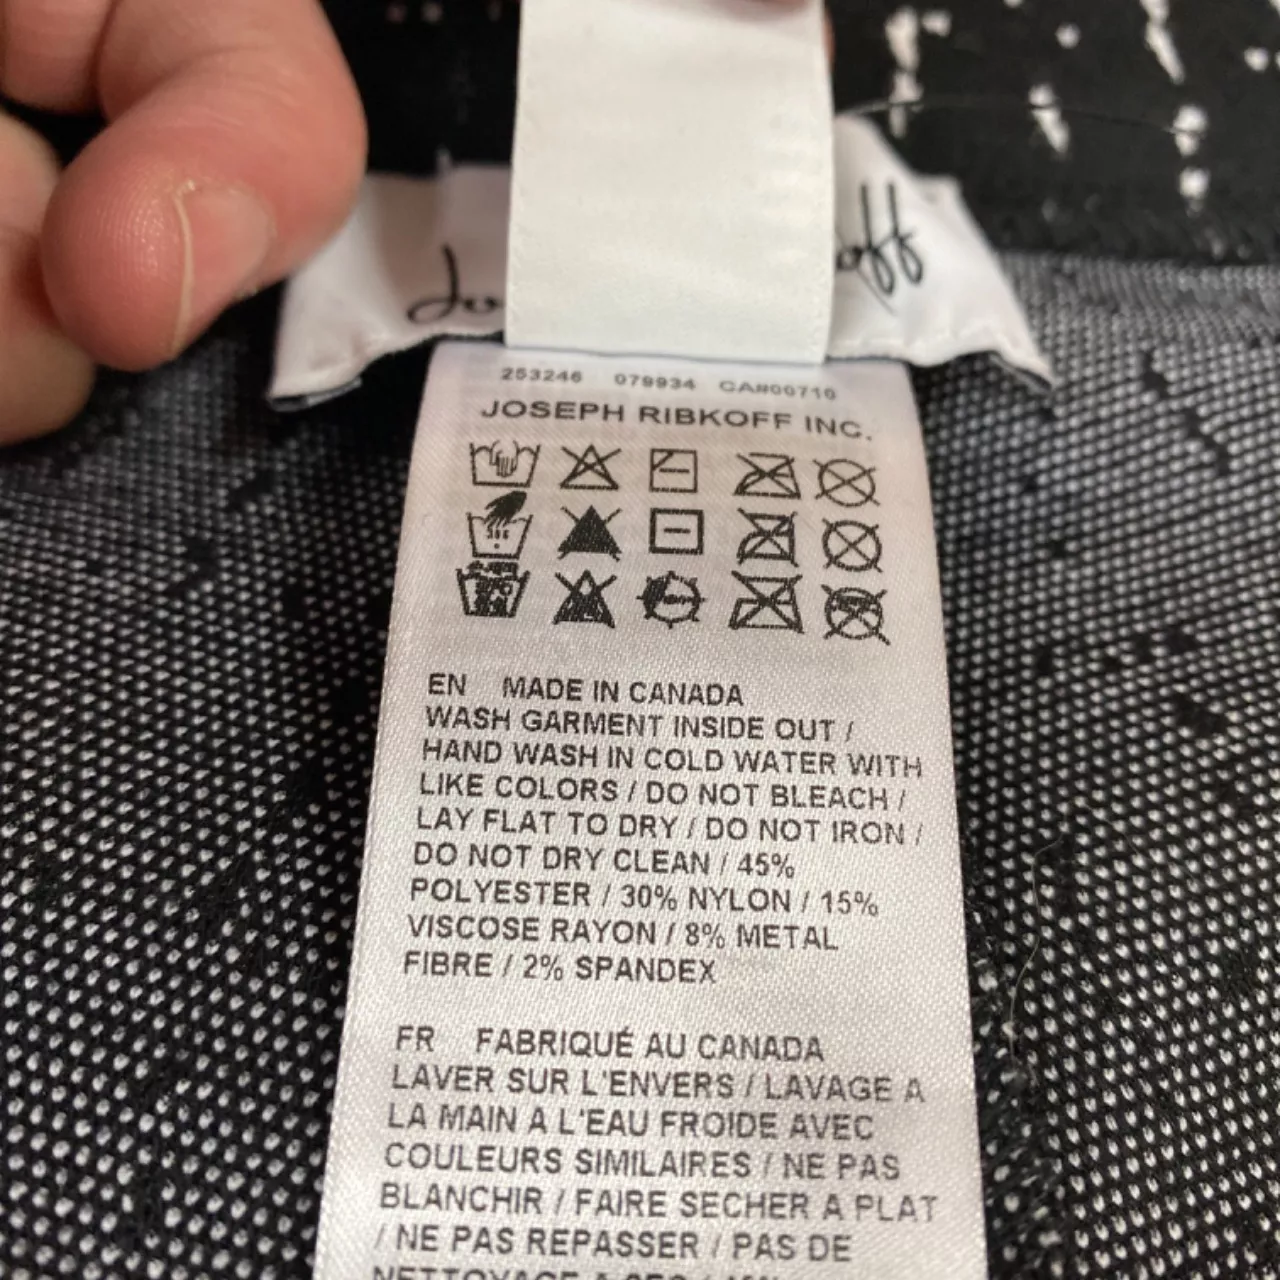 253246 079934 CA#00710
JOSEPH RIBKOFF INC.
EN MADE IN CANADA
WASH GARMENT INSIDE OUT /
HAND WASH IN COLD WATER WITH
LIKE COLORS / DO NOT BLEACH /
LAY FLAT TO DRY / DO NOT IRON /
DO NOT DRY CLEAN / 45%
POLYESTER / 30% NYLON / 15%
VISCOSE RAYON / 8% METAL
FIBRE / 2% SPANDEX
FR FABRIQUÉ AU CANADA
LAVER SUR L'ENVERS / LAVAGE A
LA MAIN A L'EAU FROIDE AVEC
COULEURS SIMILAIRES / NE PAS
BLANCHIR / FAIRE SECHER A PLAT
/ NE PAS REPASSER / PAS DE